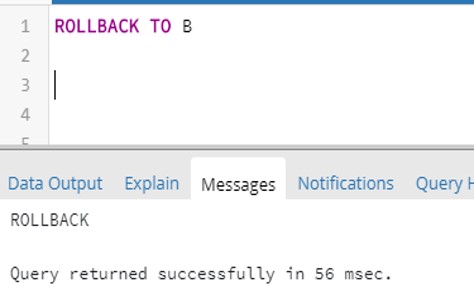 1 ROLLBACK TO B
2
3
4
5
Data Output Explain Messages Notifications Query H
ROLLBACK
Query returned successfully in 56 msec.